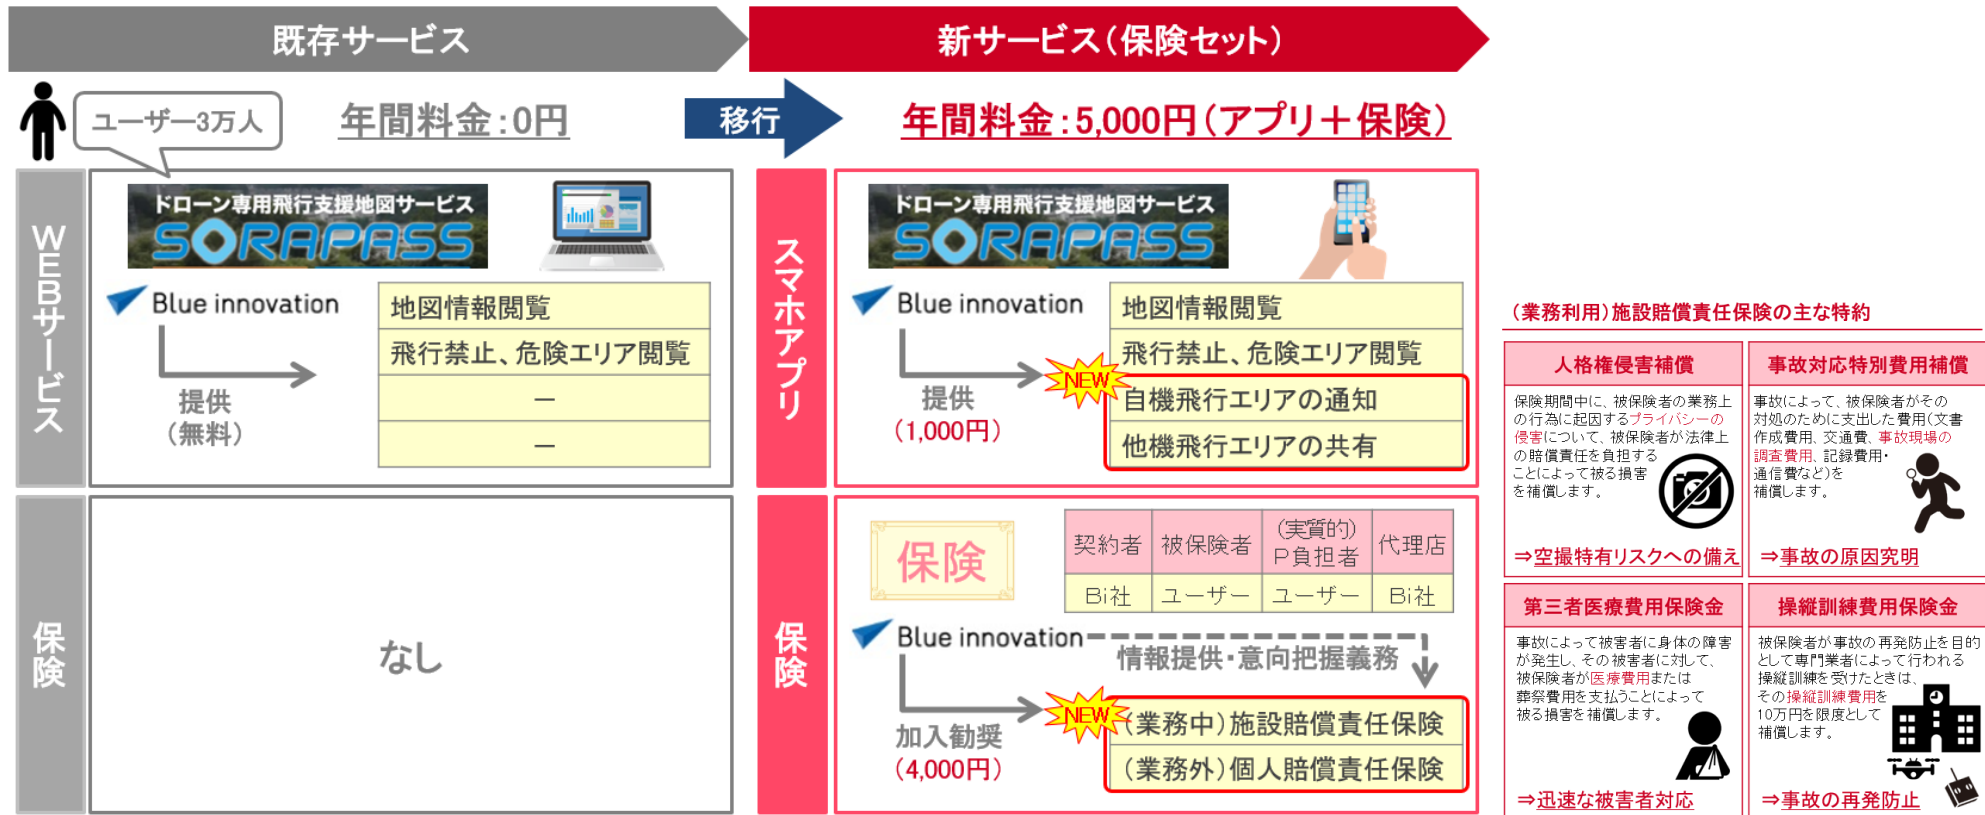 既存サービス
新サービス(保険セット)
ユーザー3万人
年間料金:0円
移行
年間料金:5,000円(アプリ+保険)
WEBサービス
ドローン専用飛行支援地図サービス
SORAPASS
Blue innovation
提供
(無料)
地図情報閲覧
飛行禁止、危険エリア閲覧
―
―
スマホアプリ
ドローン専用飛行支援地図サービス
SORAPASS
Blue innovation
提供
(1,000円)
地図情報閲覧
飛行禁止、危険エリア閲覧
NEW
自機飛行エリアの通知
他機飛行エリアの共有
保険
なし
保険
保険
契約者
被保険者
(実質的)
P負担者
代理店
Bi社
ユーザー
ユーザー
Bi社
Blue innovation
情報提供・意向把握義務
加入勧奨
(4,000円)
NEW
(業務中)施設賠償責任保険
(業務外)個人賠償責任保険
(業務利用)施設賠償責任保険の主な特約
人格権侵害補償
保険期間中に、被保険者の業務上
の行為に起因するプライバシーの
侵害について、被保険者が法律上
の賠償責任を負担する
ことによって被る損害
を補償します。
⇒空撮特有リスクへの備え
事故対応特別費用補償
事故によって、被保険者がその
対処のために支出した費用(文書
作成費用、交通費、事故現場の
調査費用、記録費用・
通信費など)を
補償します。
⇒事故の原因究明
第三者医療費用保険金
事故によって被害者に身体の障害
が発生し、その被害者に対して、
被保険者が医療費用または
葬祭費用を支払うことによって
被る損害を補償します。
⇒迅速な被害者対応
操縦訓練費用保険金
被保険者が事故の再発防止を目的
として専門業者によって行われる
操縦訓練を受けたときは、
その操縦訓練費用を
10万円を限度として
補償します。
⇒事故の再発防止